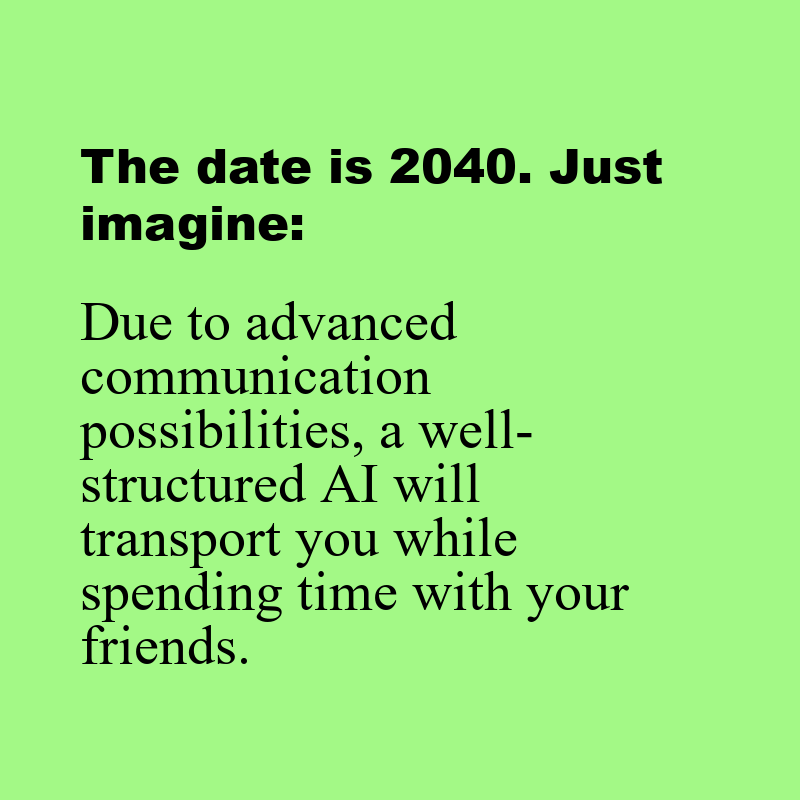 The date is 2040. Just
imagine:
Due to advanced
communication
possibilities, a well-
structured AI will
transport you while
spending time with your
friends.